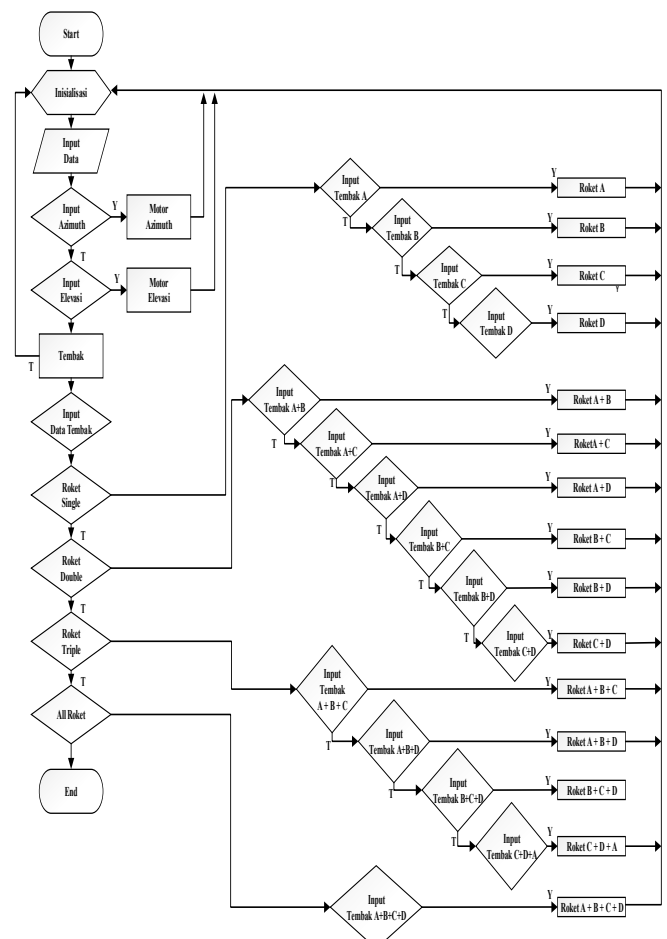 Start
Inisialisasi
Input
Data
Input
Azimuth
Y
Motor
Azimuth
T
Input
Elevasi
Y
Motor
Elevasi
T
Tembak
T
Input
Data Tembak
Roket
Single
T
Roket
Double
T
Roket
Triple
T
All Roket
End
Input
Tembak A
Y
Roket A
T
Input
Tembak B
Y
Roket B
T
Input
Tembak C
Y
Roket C
Y
T
Input
Tembak D
Y
Roket D
Input
Tembak A+B
Y
Roket A + B
T
Input
Tembak A+C
Y
RoketA + C
T
Input
Tembak A+D
Y
Roket A + D
T
Input
Tembak B+C
Y
Roket B + C
T
Input
Tembak B+D
Y
Roket B + D
T
Input
Tembak C+D
Y
Roket C + D
Input
Tembak
A + B + C
Y
Roket A + B + C
T
Input
Tembak A+B+D
Y
Roket A + B + D
T
Input
Tembak B+C+D
Y
Roket B + C + D
T
Input
Tembak C+D+A
Y
Roket C + D + A
Input
Tembak A+B+C+D
Y
Roket A + B + C + D